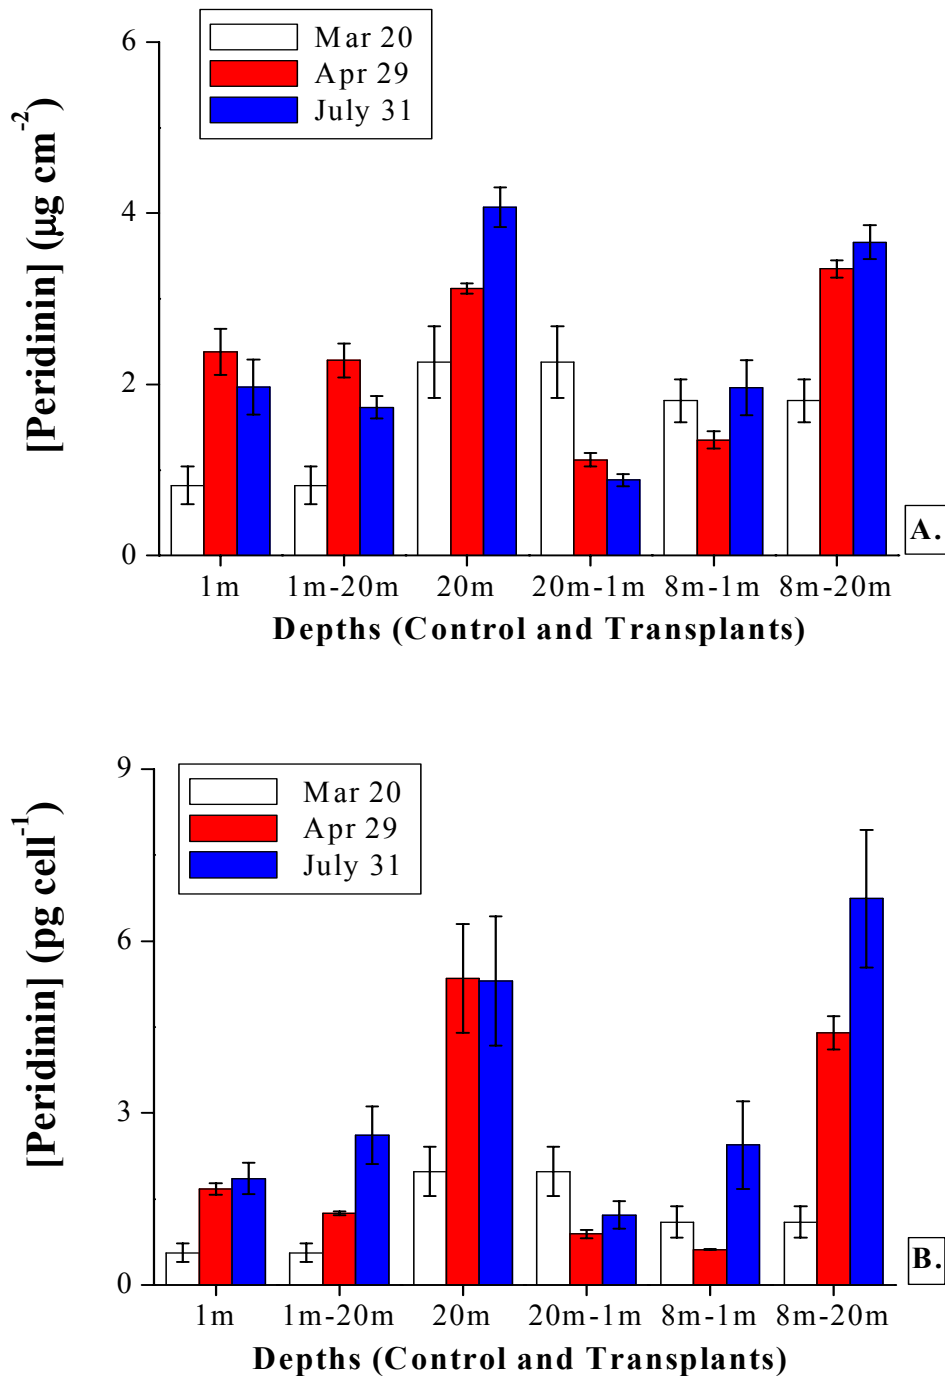 Mar 20
Apr 29
July 31
[Peridinin] (µg cm⁻²)
6
4
2
0
1m 1m-20m 20m 20m-1m 8m-1m 8m-20m
Depths (Control and Transplants)
A.
Mar 20
Apr 29
July 31
[Peridinin] (pg cell⁻¹)
9
6
3
0
1m 1m-20m 20m 20m-1m 8m-1m 8m-20m
Depths (Control and Transplants)
B.